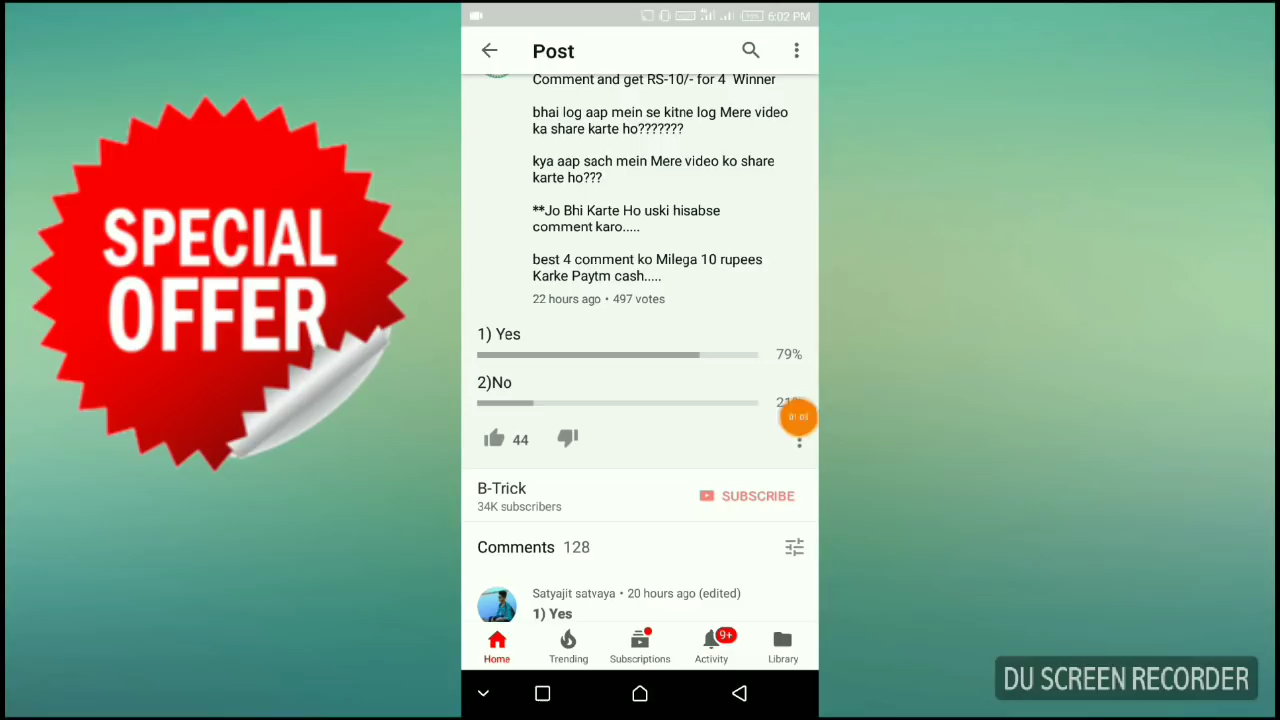 6:02 PM
Post
Comment and get RS-10/- for 4 Winner
bhai log aap mein se kitne log Mere video
ka share karte ho???????
kya aap sach mein Mere video ko share
karte ho???
**Jo Bhi Karte Ho uski hisabse
comment karo.....
best 4 comment ko Milega 10 rupees
Karke Paytm cash.....
22 hours ago • 497 votes
1) Yes
79%
2)No
44
B-Trick
34K subscribers
SUBSCRIBE
Comments 128
Satyajit satvaya • 20 hours ago (edited)
1) Yes
9+
Home
Trending
Subscriptions
Activity
Library
SPECIAL
OFFER
DU SCREEN RECORDER